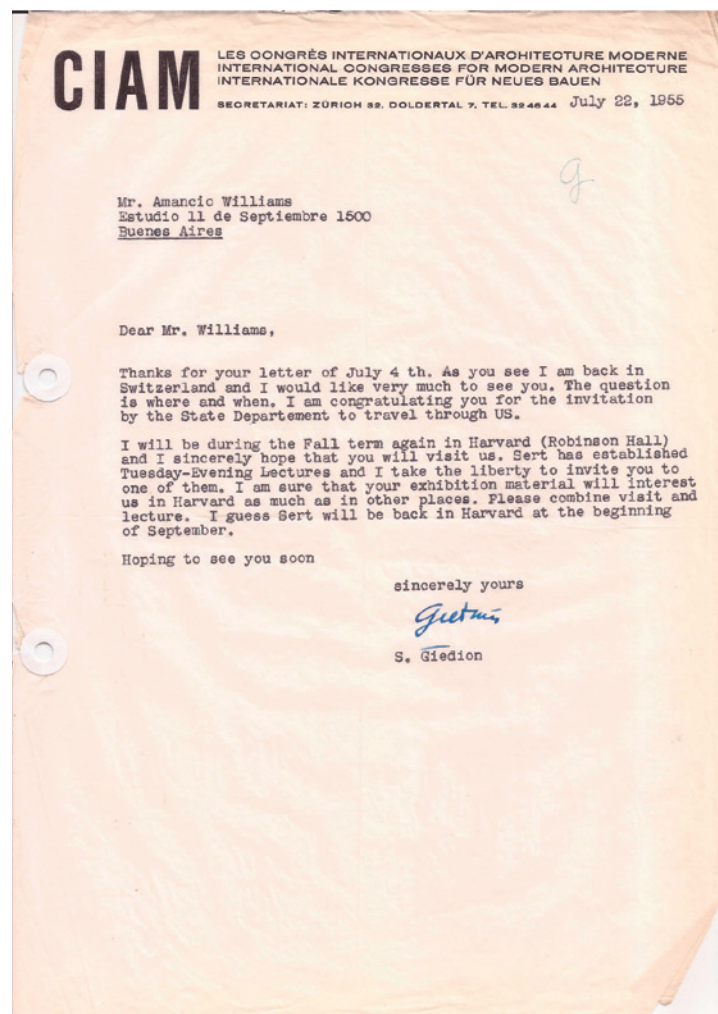 CIAM
LES CONGRÈS INTERNATIONAUX D'ARCHITECTURE MODERNE
INTERNATIONAL CONGRESSES FOR MODERN ARCHITECTURE
INTERNATIONALE KONGRESSE FÜR NEUES BAUEN
SECRETARIAT: ZÜRICH 32, DOLDERTAL 7, TEL. 324644 July 22, 1955
g
Mr. Amancio Williams
Estudio 11 de Septiembre 1500
Buenes Aires
Dear Mr. Williams,
Thanks for your letter of July 4 th. As you see I am back in
Switzerland and I would like very much to see you. The question
is where and when. I am congratulating you for the invitation
by the State Departement to travel through US.
I will be during the Fall term again in Harvard (Robinson Hall)
and I sincerely hope that you will visit us. Sert has established
Tuesday-Evening Lectures and I take the liberty to invite you to
one of them. I am sure that your exhibition material will interest
us in Harvard as much as in other places. Please combine visit and
lecture. I guess Sert will be back in Harvard at the beginning
of September.
Hoping to see you soon
sincerely yours
S. Giedion